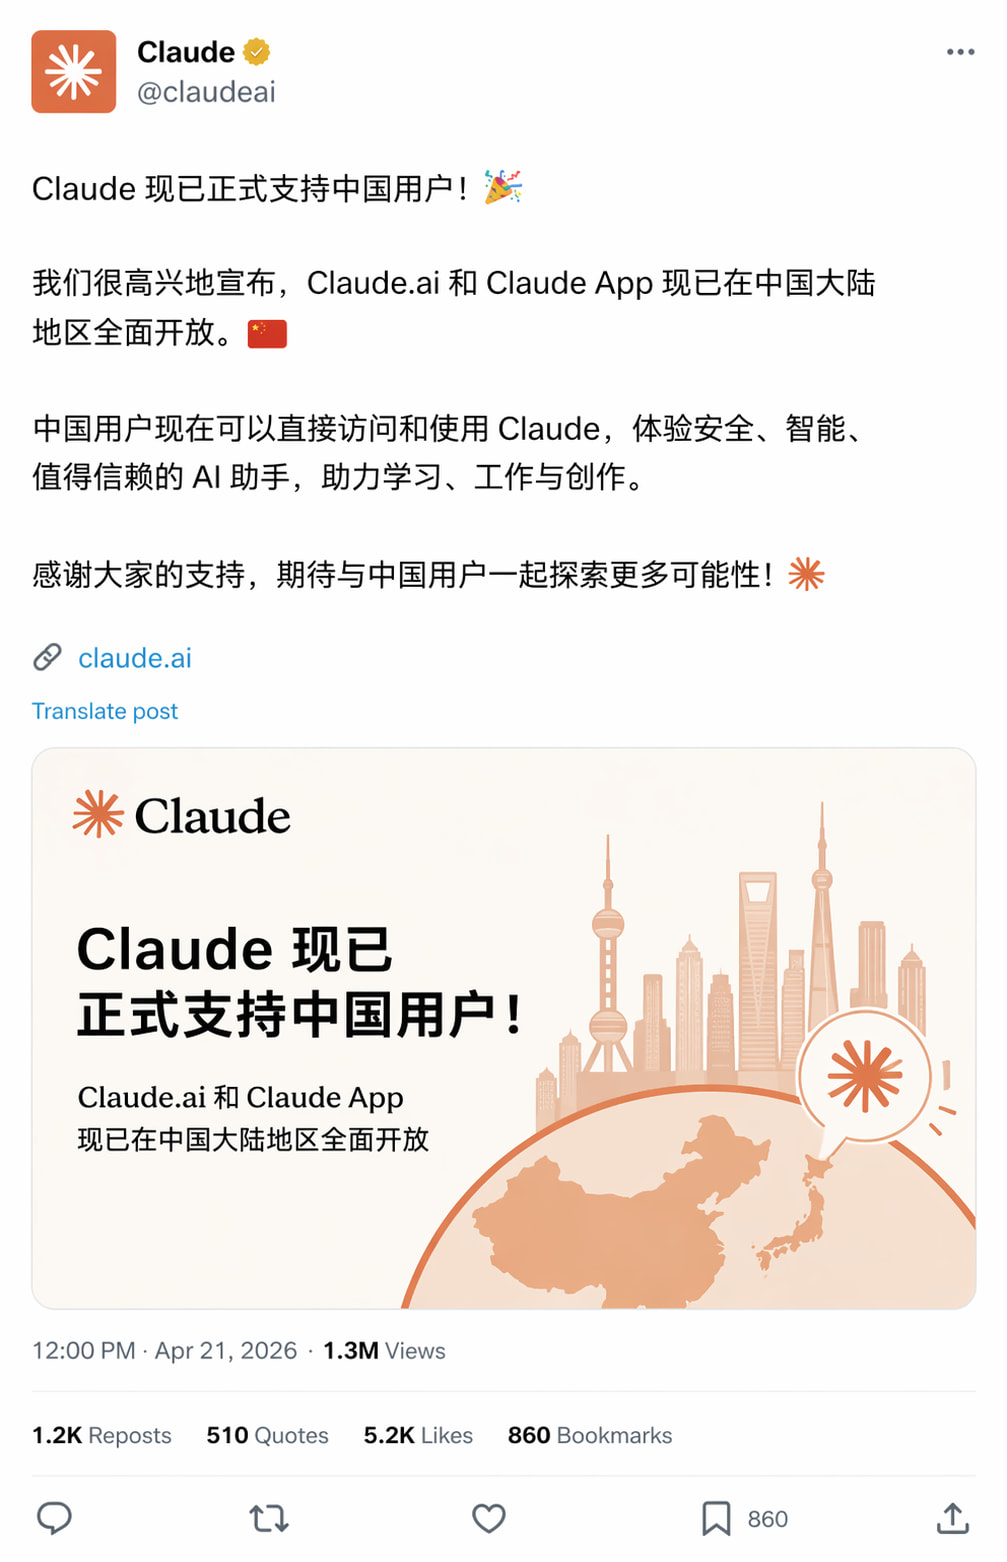 Claude
@claudeai
Claude 现已正式支持中国用户！🎉
我们很高兴地宣布，Claude.ai 和 Claude App 现已在中国大陆
地区全面开放。🇨🇳
中国用户现在可以直接访问和使用 Claude，体验安全、智能、
值得信赖的 AI 助手，助力学习、工作与创作。
感谢大家的支持，期待与中国用户一起探索更多可能性！
claude.ai
Translate post
Claude
Claude 现已
正式支持中国用户！
Claude.ai 和 Claude App
现已在中国大陆地区全面开放
12:00 PM · Apr 21, 2026 · 1.3M Views
1.2K Reposts 510 Quotes 5.2K Likes 860 Bookmarks
860